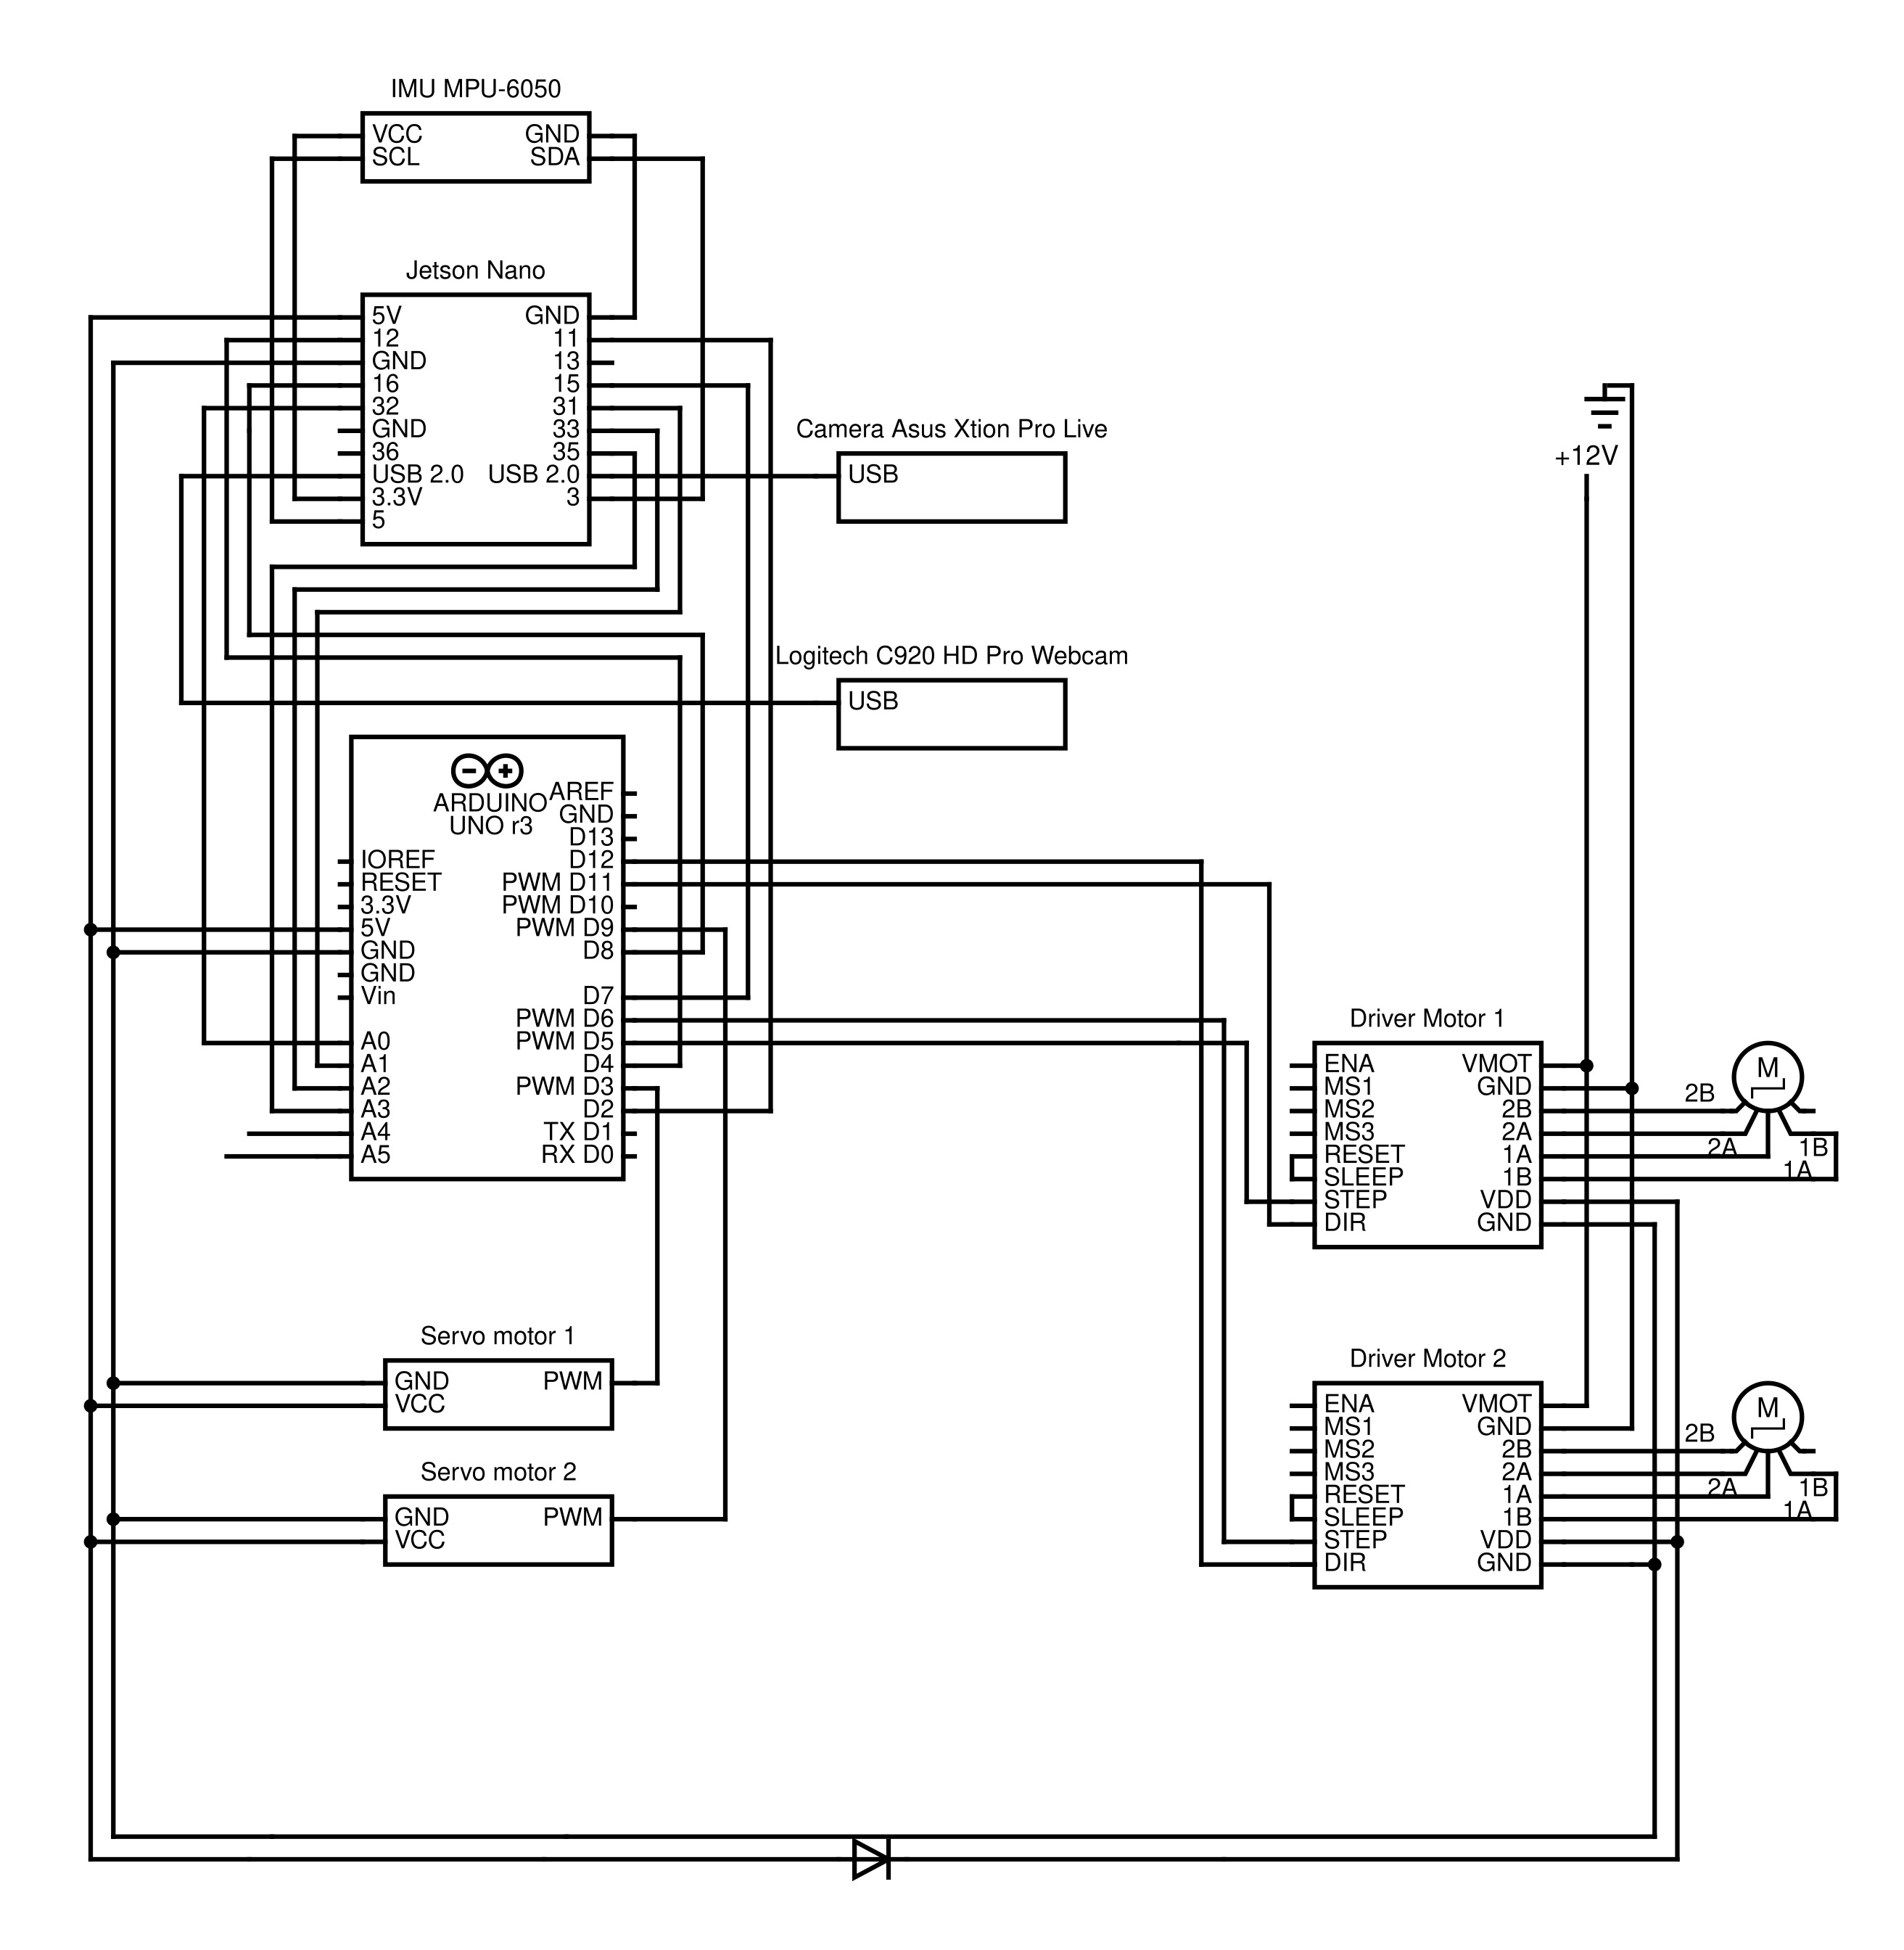 IMU MPU-6050
VCC GND
SCL SDA
Jetson Nano
5V GND
12 11
GND 13
16 15
32 31
GND 33
36 35
USB 2.0 USB 2.0
3.3V 3
5
Camera Asus Xtion Pro Live
USB
+12V
Logitech C920 HD Pro Webcam
USB
ARDUINO
UNO r3
AREF
GND
D13
IOREF D12
RESET PWM D11
3.3V PWM D10
5V PWM D9
GND D8
GND
Vin D7
PWM D6
A0 PWM D5
A1 D4
A2 PWM D3
A3 D2
A4 TX D1
A5 RX D0
Driver Motor 1
ENA VMOT
MS1 GND
MS2 2B
MS3 2A
RESET 1A
SLEEP 1B
STEP VDD
DIR GND
M
2B
2A 1B
1A
Servo motor 1
GND PWM
VCC
Servo motor 2
GND PWM
VCC
Driver Motor 2
ENA VMOT
MS1 GND
MS2 2B
MS3 2A
RESET 1A
SLEEP 1B
STEP VDD
DIR GND
M
2B
2A 1B
1A